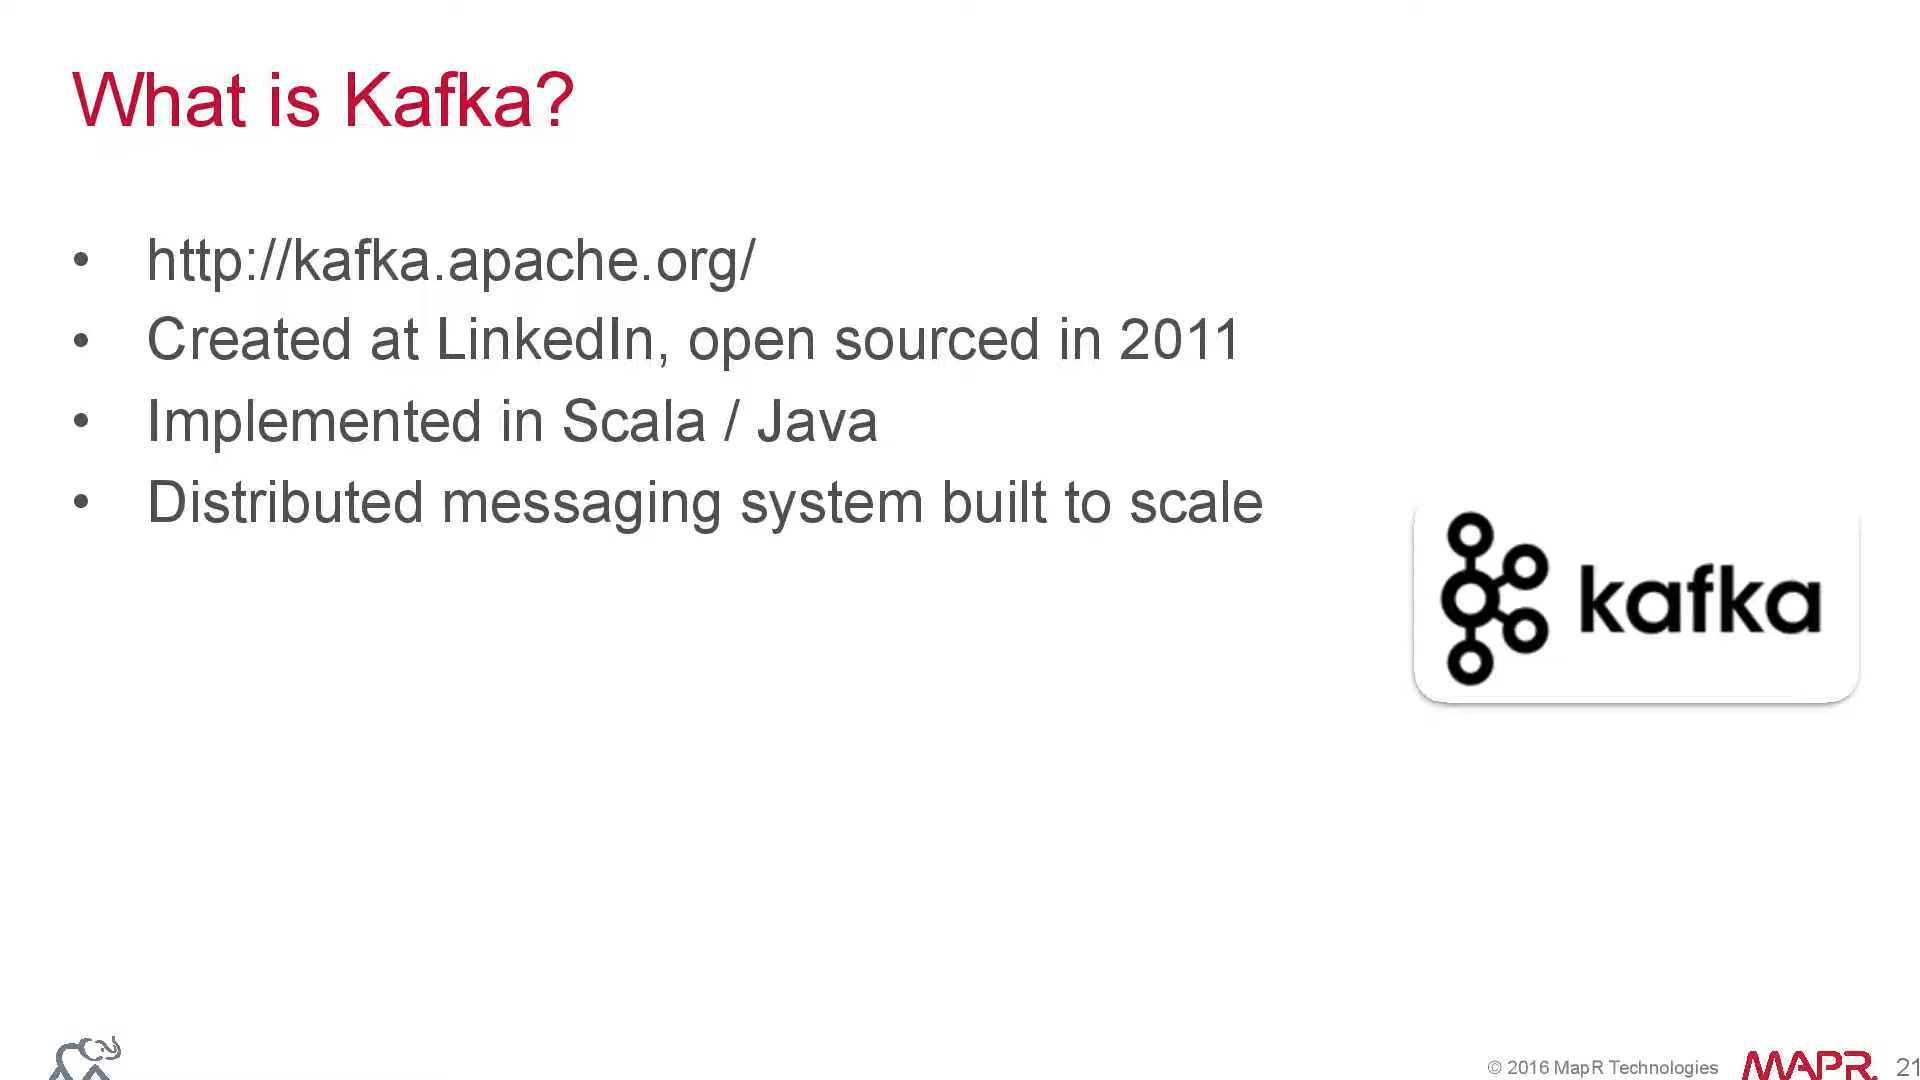 What is Kafka?
• http://kafka.apache.org/
• Created at LinkedIn, open sourced in 2011
• Implemented in Scala / Java
• Distributed messaging system built to scale
kafka
© 2016 MapR Technologies MAPR. 21